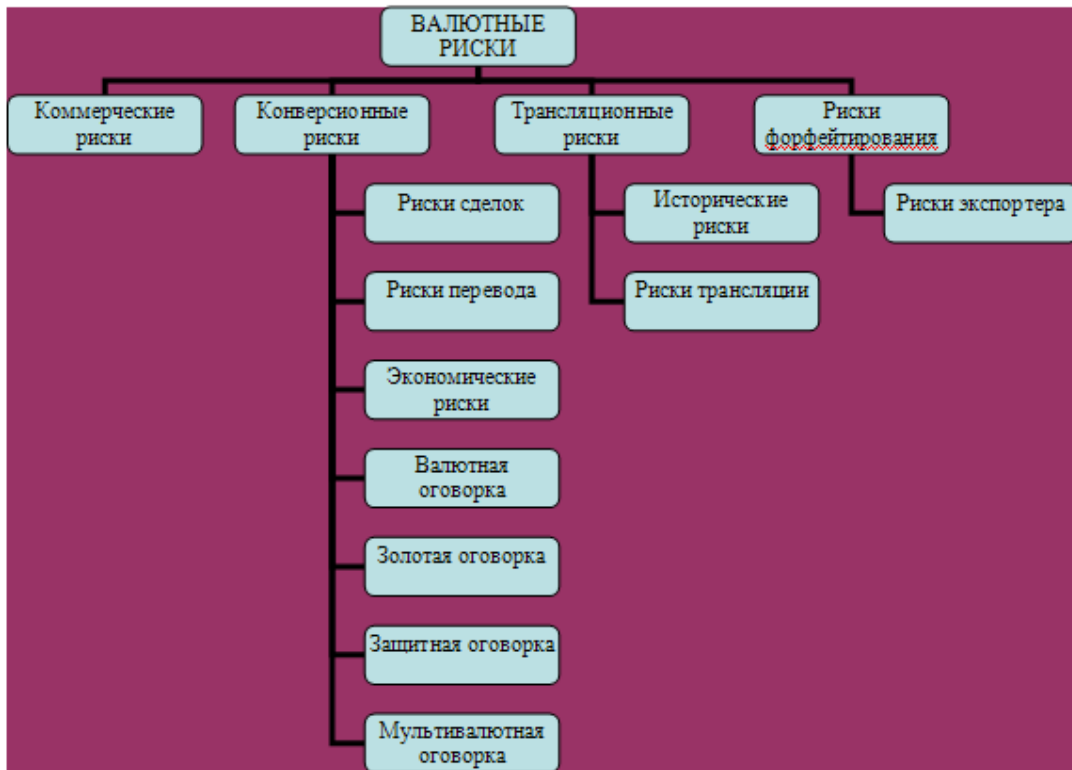 ВАЛЮТНЫЕ
РИСКИ
Коммерческие
риски
Конверсионные
риски
Трансляционные
риски
Риски
форфейтирования
Риски сделок
Исторические
риски
Риски экспортера
Риски перевода
Риски трансляции
Экономические
риски
Валютная
оговорка
Золотая оговорка
Защитная оговорка
Мультивалютная
оговорка